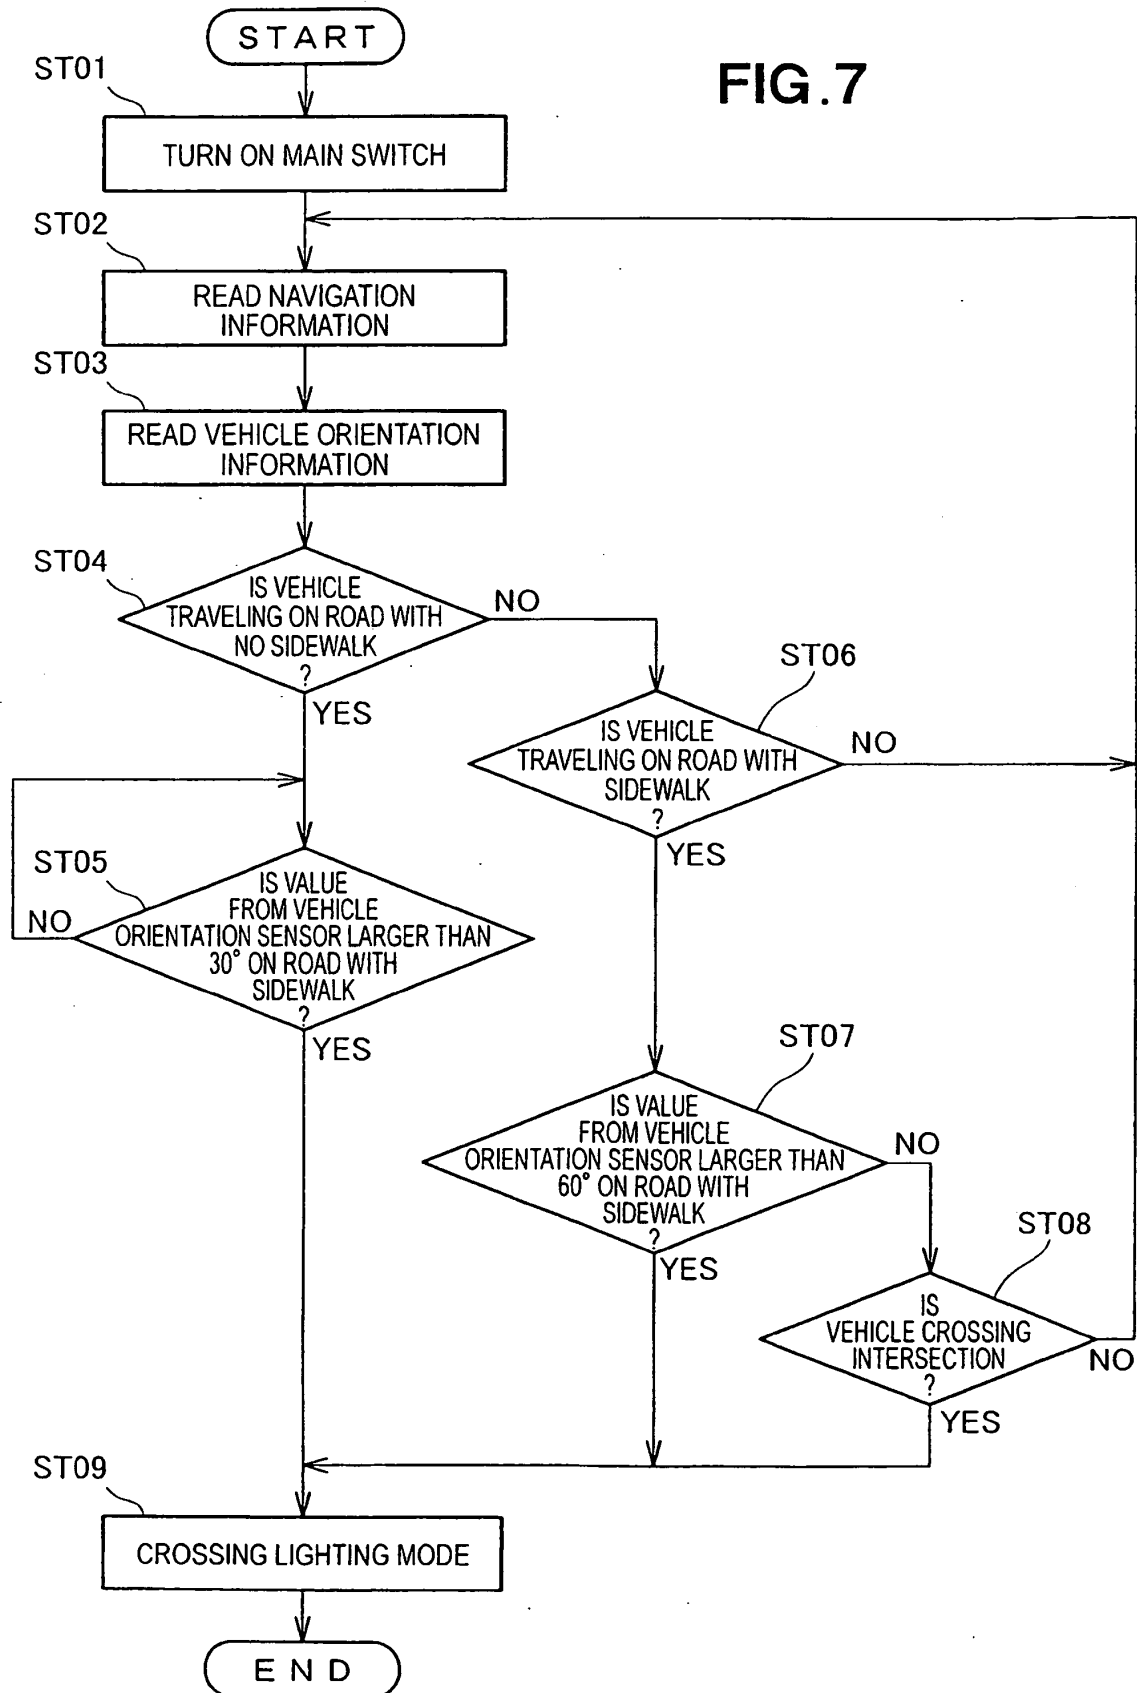 START
FIG.7
ST01
TURN ON MAIN SWITCH
ST02
READ NAVIGATION
INFORMATION
ST03
READ VEHICLE ORIENTATION
INFORMATION
ST04
IS VEHICLE
TRAVELING ON ROAD WITH
NO SIDEWALK
?
NO
YES
ST06
IS VEHICLE
TRAVELING ON ROAD WITH
SIDEWALK
?
NO
YES
ST05
IS VALUE
FROM VEHICLE
ORIENTATION SENSOR LARGER THAN
30° ON ROAD WITH
SIDEWALK
?
NO
YES
ST07
IS VALUE
FROM VEHICLE
ORIENTATION SENSOR LARGER THAN
60° ON ROAD WITH
SIDEWALK
?
NO
YES
ST08
IS
VEHICLE CROSSING
INTERSECTION
?
NO
YES
ST09
CROSSING LIGHTING MODE
END